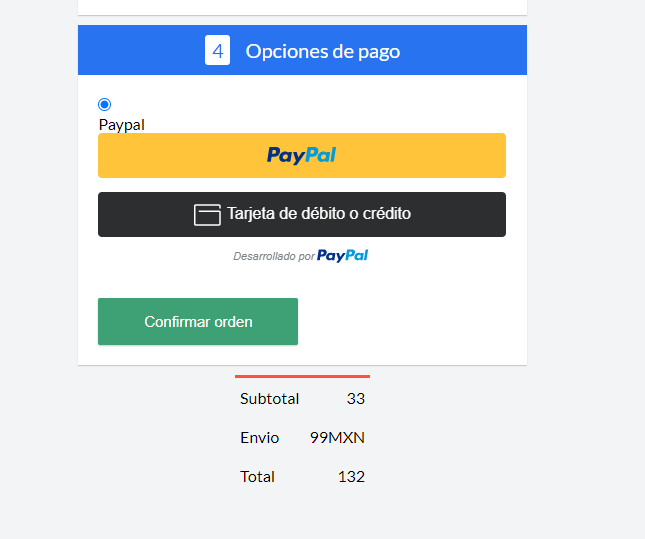 4 Opciones de pago
Paypal
PayPal
Tarjeta de débito o crédito
Desarrollado por PayPal
Confirmar orden
Subtotal 33
Envio 99MXN
Total 132